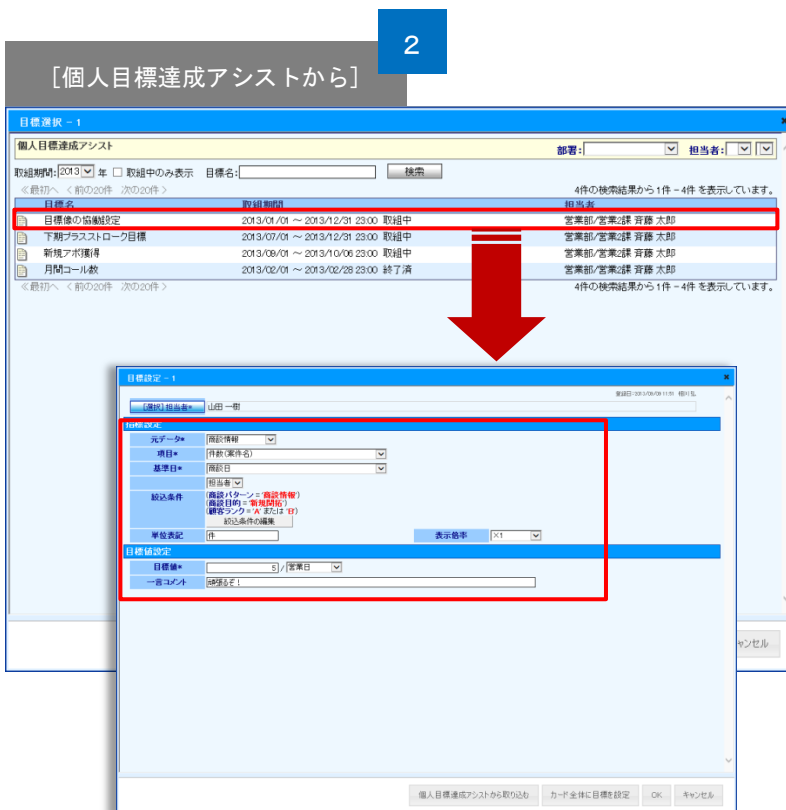 2
[個人目標達成アシストから]
目標選択 - 1
個人目標達成アシスト 部署: 担当者:
取組期間: 2013 年 取組中のみ表示 目標名: 検索
≪最初へ <前の20件 次の20件> 4件の検索結果から 1件 - 4件 を表示しています。
目標名 取組期間 担当者
目標像の協働設定 2013/01/01 ~ 2013/12/31 23:00 取組中 営業部/営業2課 斉藤 太郎
下期プラスストローク目標 2013/07/01 ~ 2013/12/31 23:00 取組中 営業部/営業2課 斉藤 太郎
新規アポ獲得 2013/09/01 ~ 2013/10/06 23:00 取組中 営業部/営業2課 斉藤 太郎
月間コール数 2013/02/01 ~ 2013/02/28 23:00 終了済 営業部/営業2課 斉藤 太郎
≪最初へ <前の20件 次の20件> 4件の検索結果から 1件 - 4件 を表示しています。
目標設定 - 1
[選択] 担当者* 山田 一樹
指標設定
元データ* 商談情報
項目* 件数(案件名)
基準日* 商談日
担当者
絞込条件 (商談パターン = '商談情報')
(商談目的 = '新規開拓')
(顧客ランク = 'A' または 'B')
絞込条件の編集
単位表記 件 表示倍率 ×1
目標値設定
目標値* 5 / 営業日
一言コメント 頑張るぞ!
キャンセル
個人目標達成アシストから取り込む カード全体に目標を設定 OK キャンセル